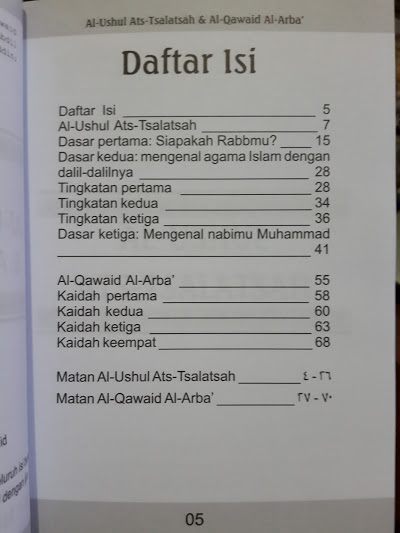 Al-Ushul Ats-Tsalatsah & Al-Qawaid Al-Arba'
Daftar Isi
Daftar Isi 5
Al-Ushul Ats-Tsalatsah 7
Dasar pertama: Siapakah Rabbmu? 15
Dasar kedua: mengenal agama Islam dengan
dalil-dalilnya 28
Tingkatan pertama 28
Tingkatan kedua 34
Tingkatan ketiga 36
Dasar ketiga: Mengenal nabimu Muhammad
41
Al-Qawaid Al-Arba' 55
Kaidah pertama 58
Kaidah kedua 60
Kaidah ketiga 63
Kaidah keempat 68
Matan Al-Ushul Ats-Tsalatsah ٤ - ٢٦
Matan Al-Qawaid Al-Arba' ٢٧ - ٧٠
05